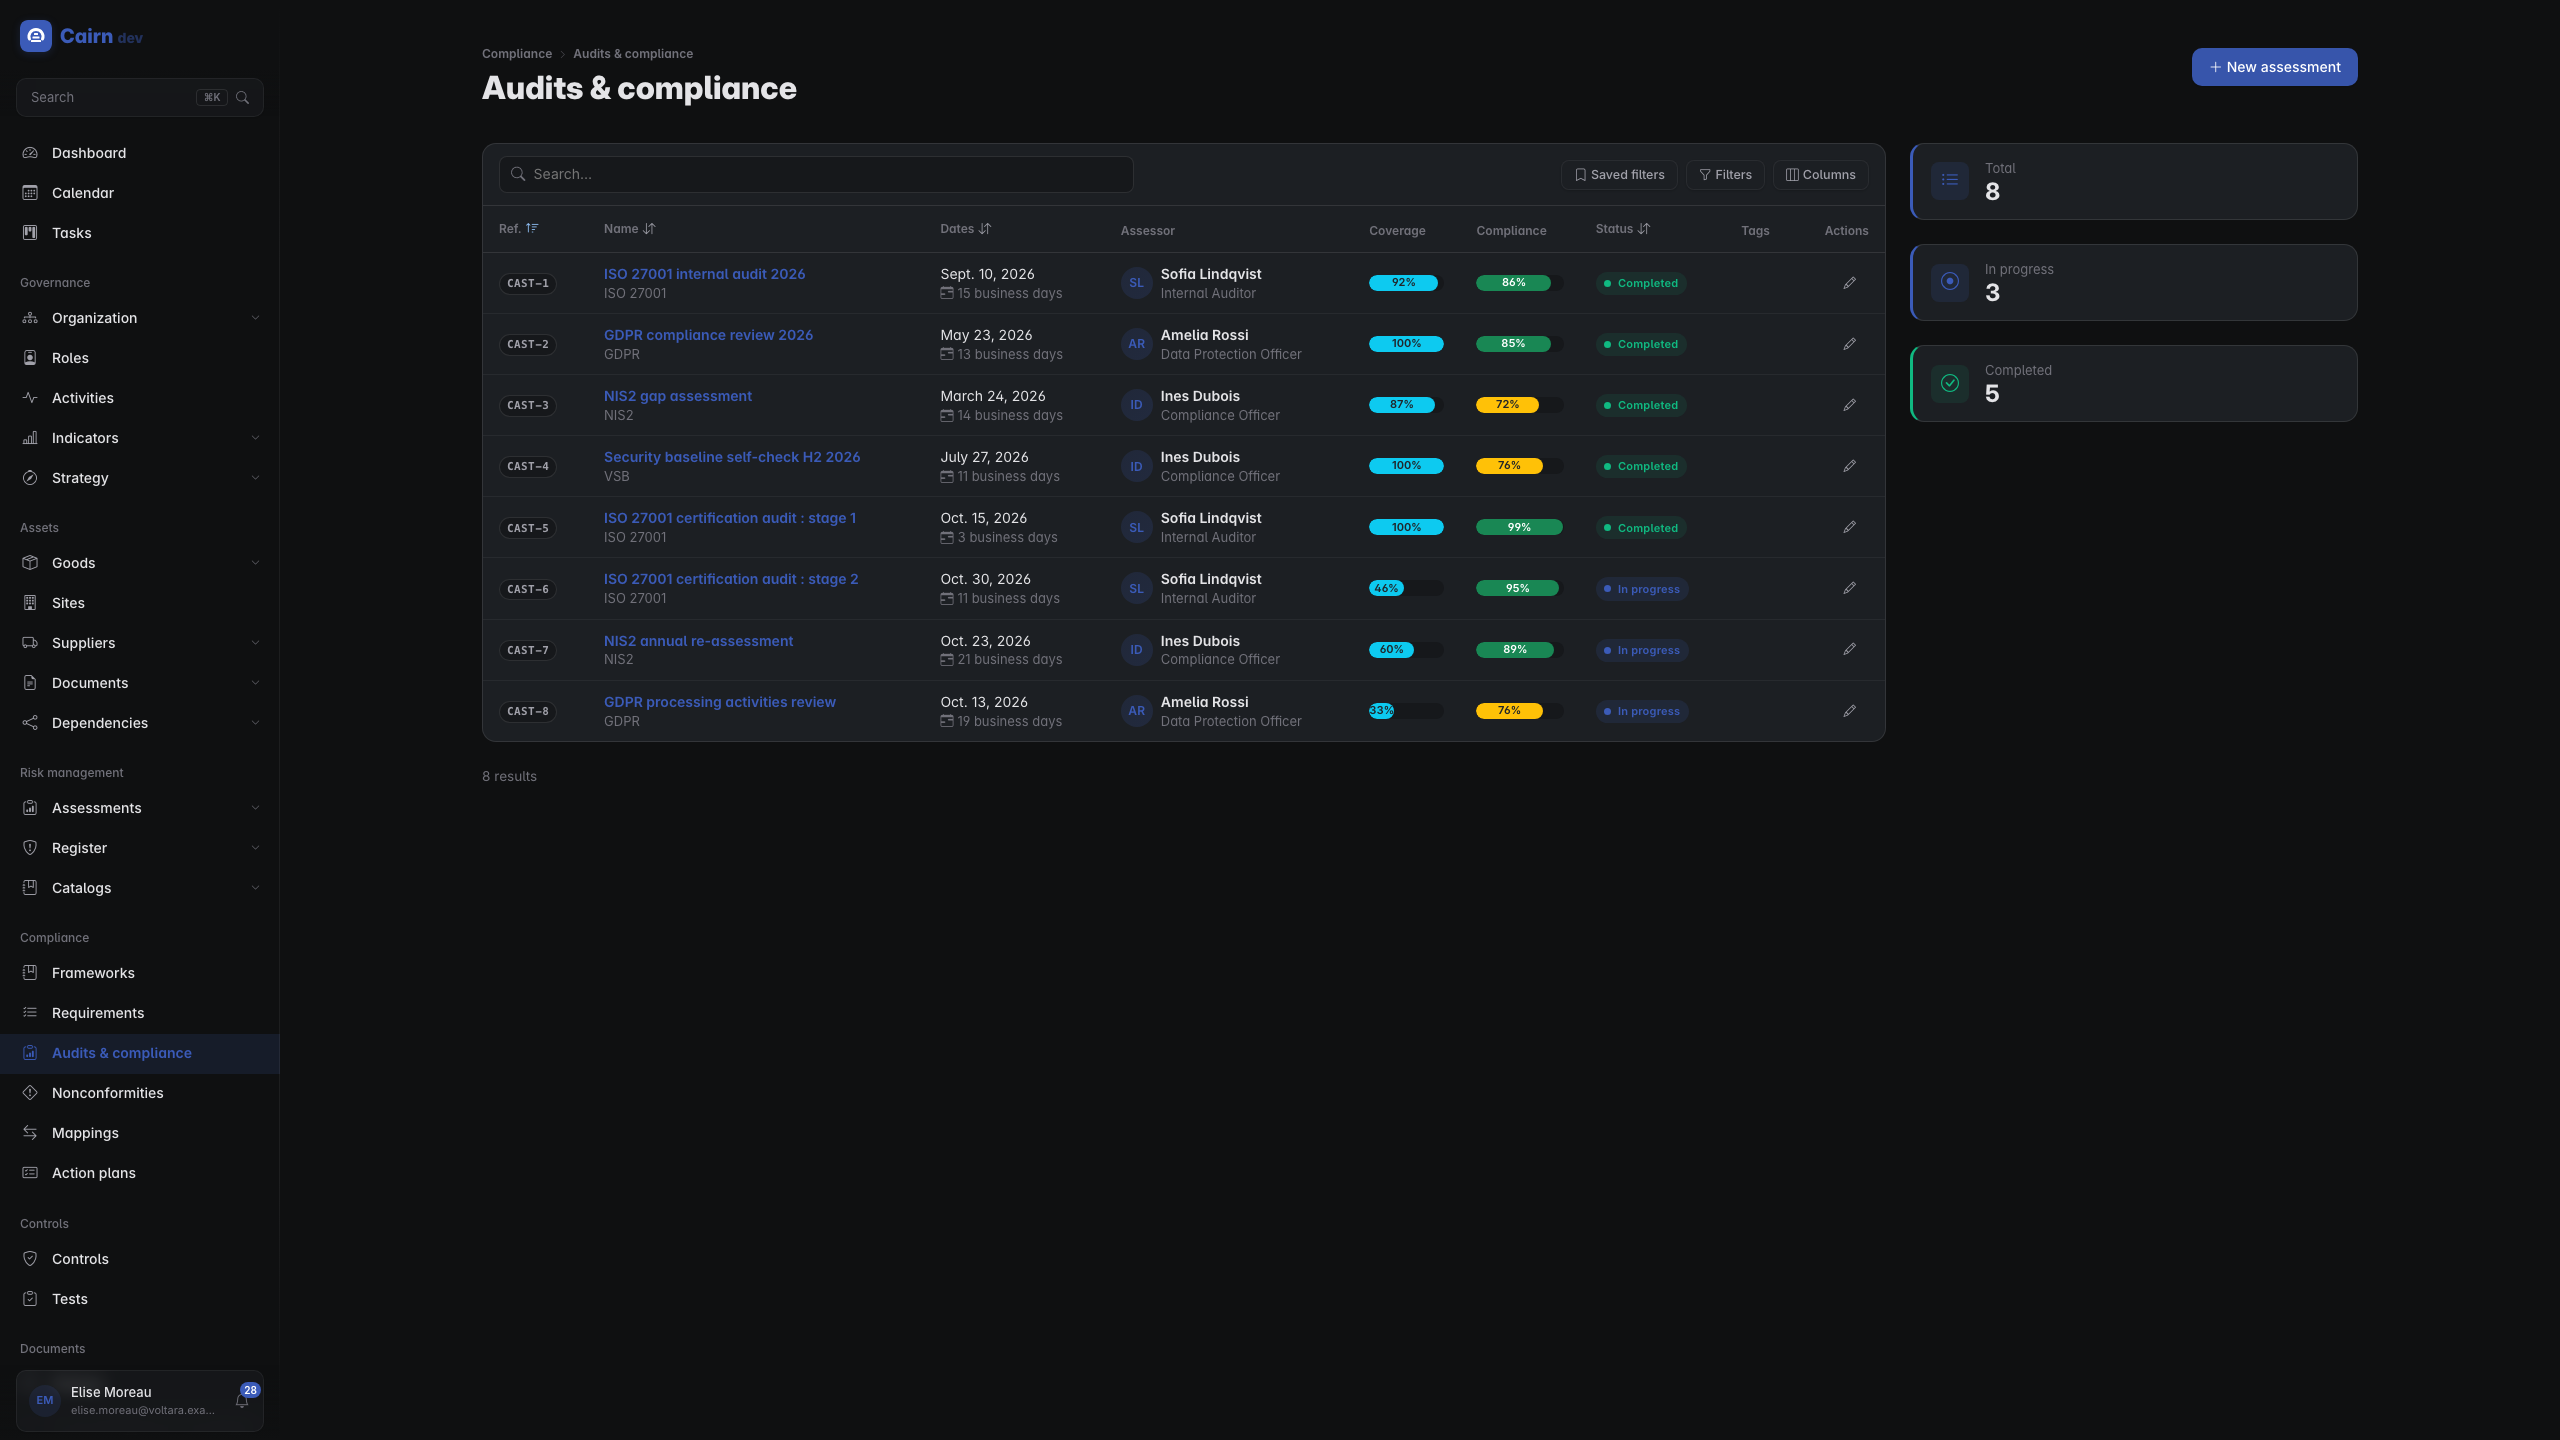 Cairn dev
Search ⌘K
Dashboard
Calendar
Tasks
Governance
Organization
Roles
Activities
Indicators
Strategy
Assets
Goods
Sites
Suppliers
Documents
Dependencies
Risk management
Assessments
Register
Catalogs
Compliance
Frameworks
Requirements
Audits & compliance
Nonconformities
Mappings
Action plans
Controls
Controls
Tests
Documents
EM Elise Moreau 28
elise.moreau@voltara.exa...
Compliance > Audits & compliance
Audits & compliance
+ New assessment
Search...
Saved filters Filters Columns
Ref. Name Dates Assessor Coverage Compliance Status Tags Actions
CAST-1 ISO 27001 internal audit 2026 Sept. 10, 2026 SL Sofia Lindqvist 92% 86% Completed
ISO 27001 15 business days Internal Auditor
CAST-2 GDPR compliance review 2026 May 23, 2026 AR Amelia Rossi 100% 85% Completed
GDPR 13 business days Data Protection Officer
CAST-3 NIS2 gap assessment March 24, 2026 ID Ines Dubois 87% 72% Completed
NIS2 14 business days Compliance Officer
CAST-4 Security baseline self-check H2 2026 July 27, 2026 ID Ines Dubois 100% 76% Completed
VSB 11 business days Compliance Officer
CAST-5 ISO 27001 certification audit : stage 1 Oct. 15, 2026 SL Sofia Lindqvist 100% 99% Completed
ISO 27001 3 business days Internal Auditor
CAST-6 ISO 27001 certification audit : stage 2 Oct. 30, 2026 SL Sofia Lindqvist 46% 95% In progress
ISO 27001 11 business days Internal Auditor
CAST-7 NIS2 annual re-assessment Oct. 23, 2026 ID Ines Dubois 60% 89% In progress
NIS2 21 business days Compliance Officer
CAST-8 GDPR processing activities review Oct. 13, 2026 AR Amelia Rossi 33% 76% In progress
GDPR 19 business days Data Protection Officer
8 results
Total
8
In progress
3
Completed
5